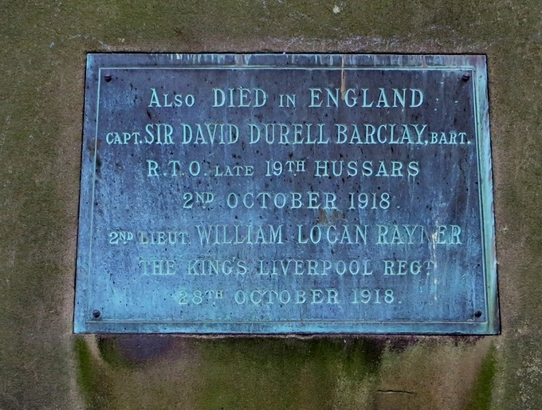 ALSO DIED IN ENGLAND
CAPT. SIR DAVID DURELL BARCLAY, BART.
R.T.O. LATE 19TH HUSSARS
2ND OCTOBER 1918.
2ND LIEUT. WILLIAM LOGAN RAYNER
THE KING'S LIVERPOOL REGT
28TH OCTOBER 1918.